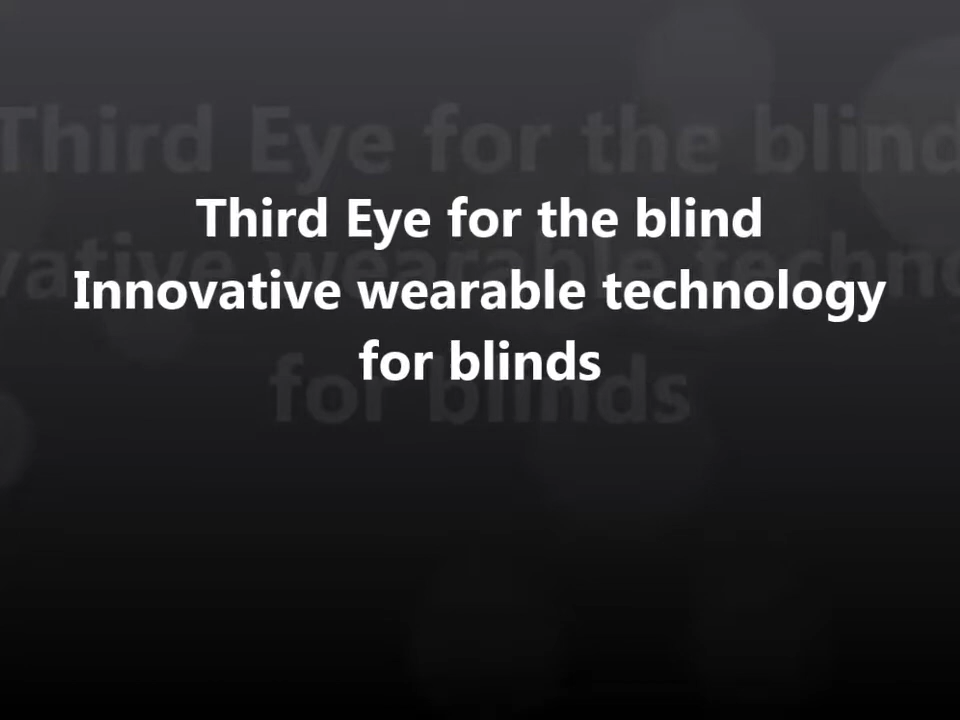 Third Eye for the blind
Innovative wearable technology
for blinds